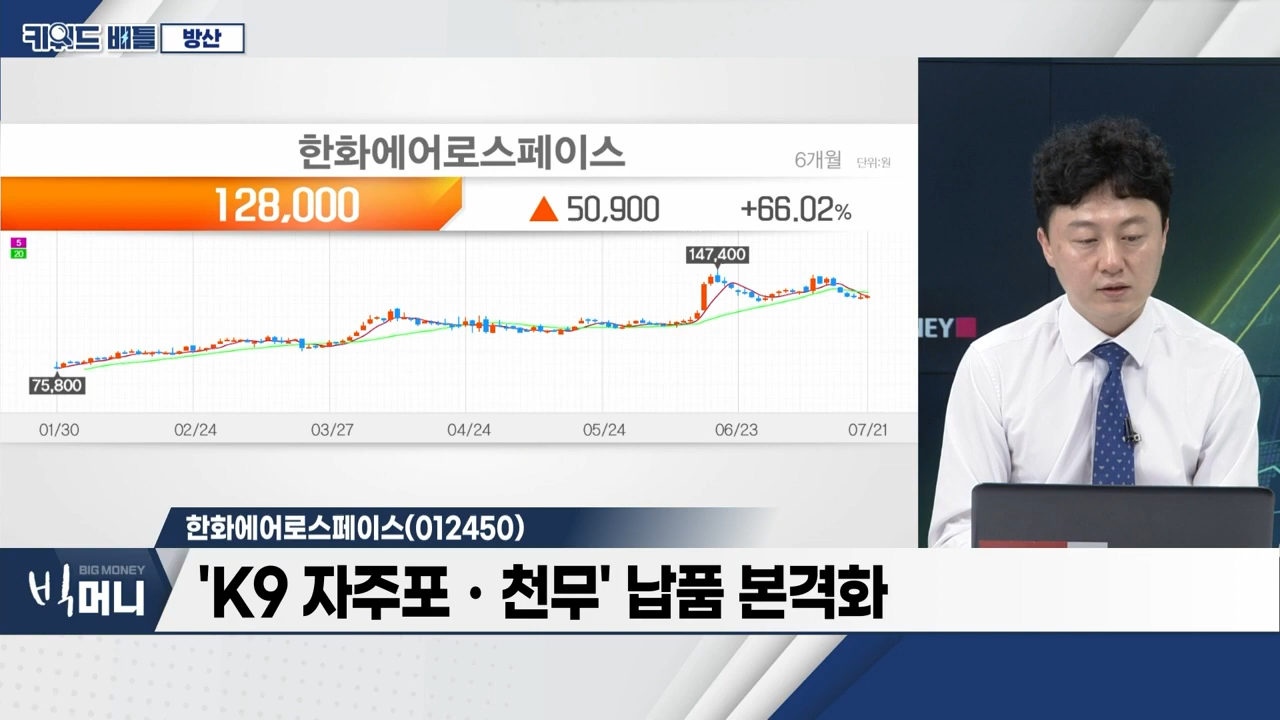 키워드 배틀 방산
한화에어로스페이스
6개월 단위:원
128,000 ▲ 50,900 +66.02%
5
20
147,400
75,800
01/30 02/24 03/27 04/24 05/24 06/23 07/21
NEY
한화에어로스페이스(012450)
BIG MONEY
빅머니
'K9 자주포·천무' 납품 본격화